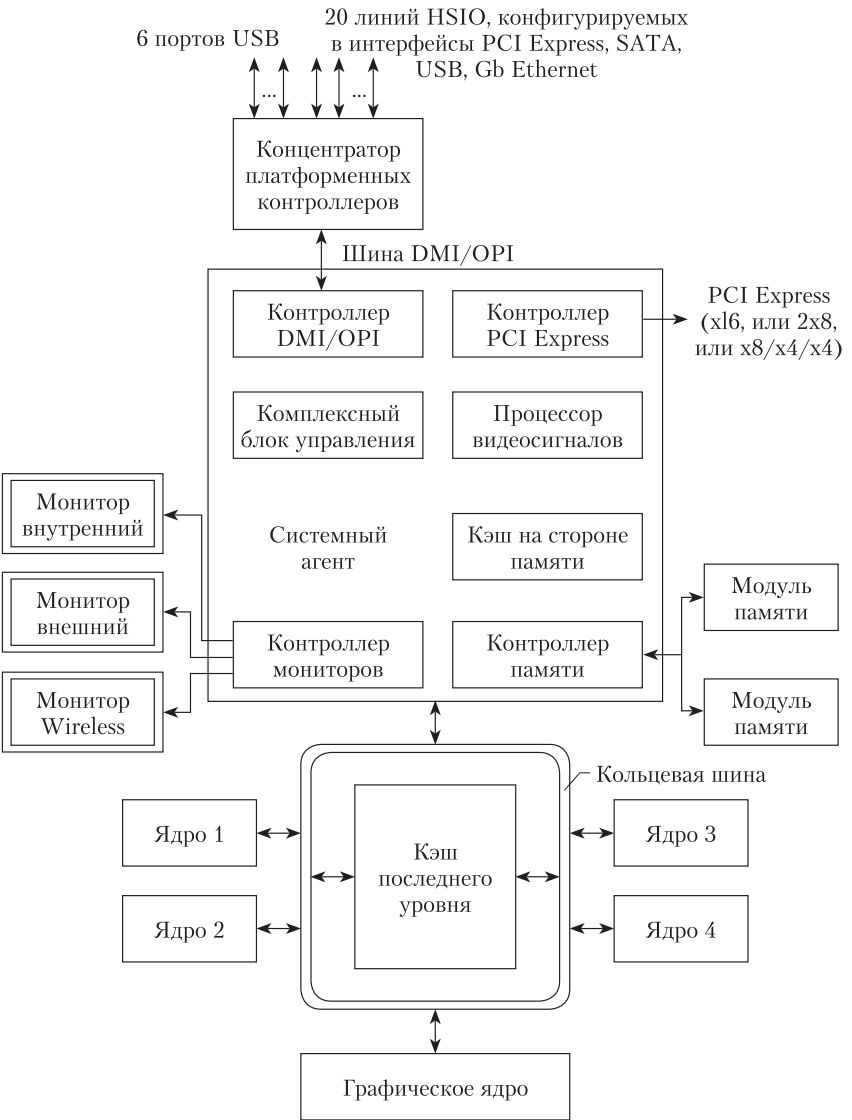 6 портов USB
20 линий HSIO, конфигурируемых
в интерфейсы PCI Express, SATA,
USB, Gb Ethernet
...
...
Концентратор
платформенных
контроллеров
Шина DMI/OPI
Контроллер
DMI/OPI
Контроллер
PCI Express
PCI Express
(xl6, или 2x8,
или x8/x4/x4)
Комплексный
блок управления
Процессор
видеосигналов
Монитор
внутренний
Системный
агент
Кэш на стороне
памяти
Монитор
внешний
Модуль
памяти
Контроллер
мониторов
Контроллер
памяти
Монитор
Wireless
Модуль
памяти
Кольцевая шина
Ядро 1
Кэш
последнего
уровня
Ядро 3
Ядро 2
Ядро 4
Графическое ядро